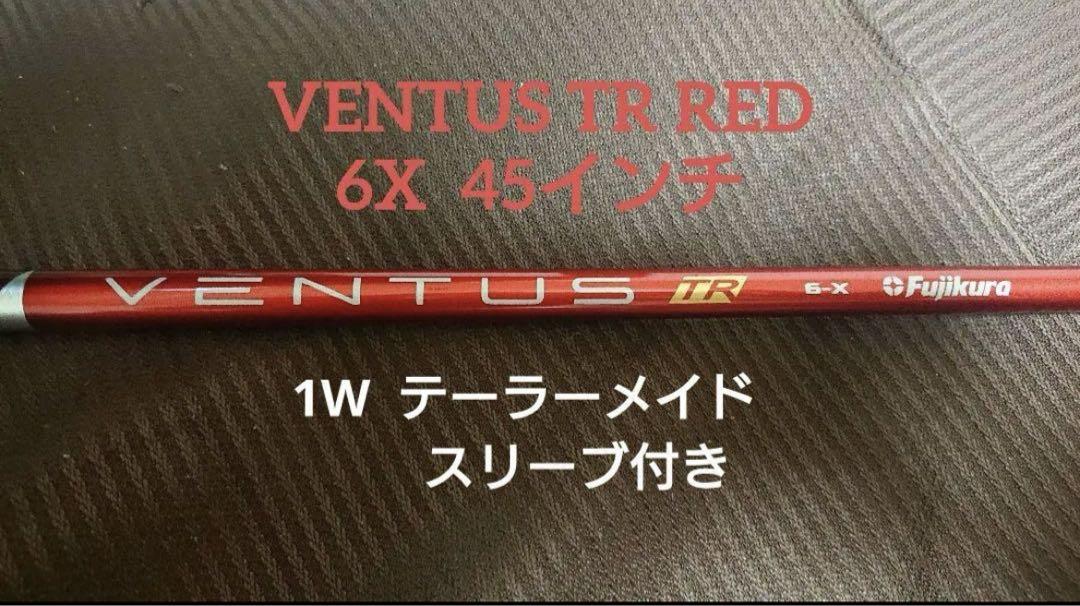 VENTUS TR RED
6X 45インチ
VENTUS TR 6-X Fujikura
1W テーラーメイド
スリーブ付き